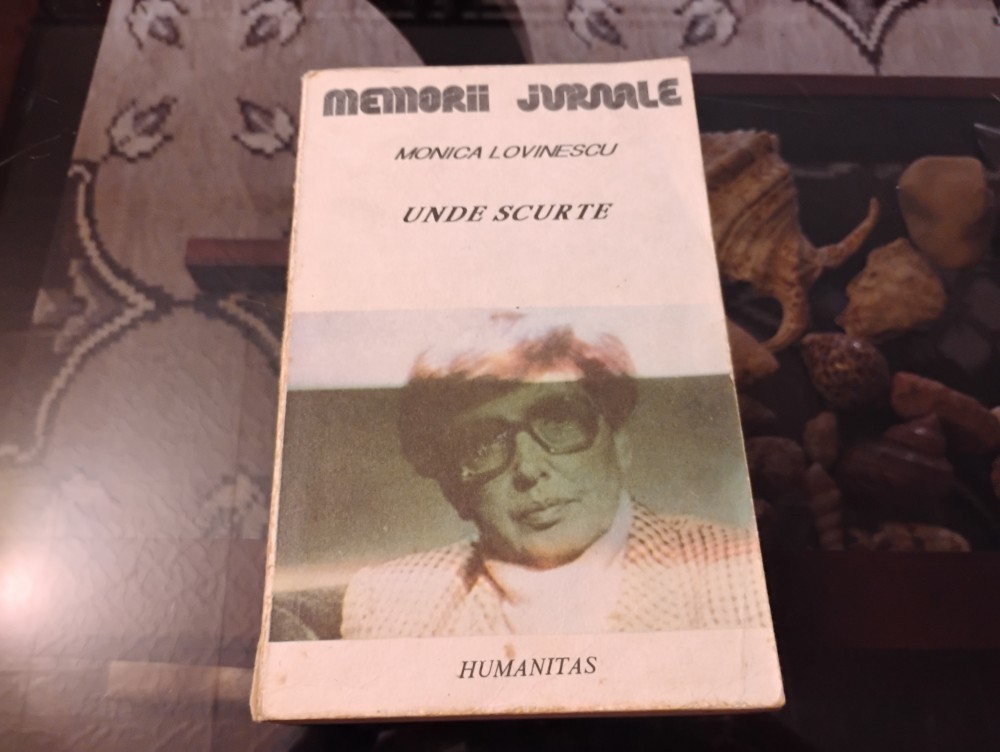 MEMORII JURNALE
MONICA LOVINESCU
UNDE SCURTE
HUMANITAS